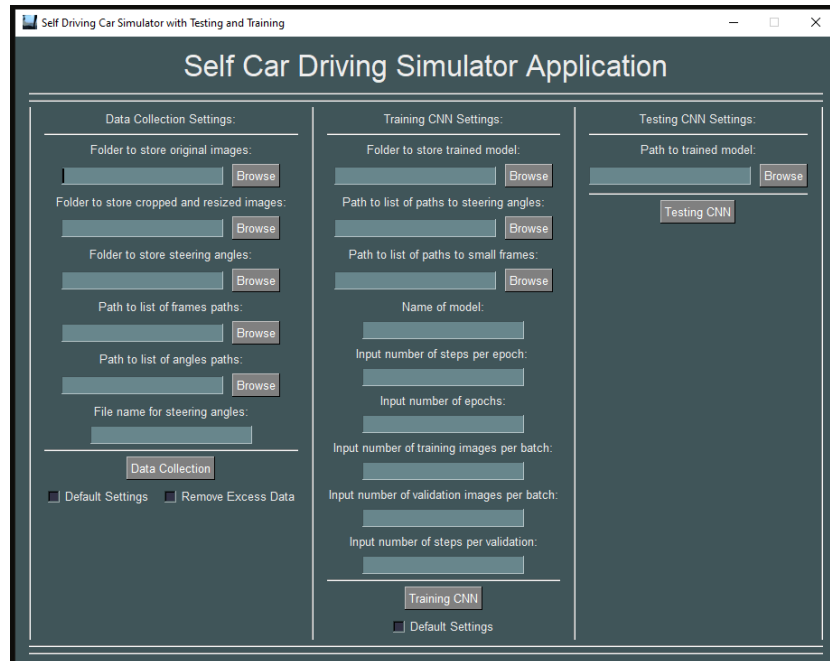 Self Driving Car Simulator with Testing and Training
Self Car Driving Simulator Application
Data Collection Settings:
Folder to store original images:
Browse
Folder to store cropped and resized images:
Browse
Folder to store steering angles:
Browse
Path to list of frames paths:
Browse
Path to list of angles paths:
Browse
File name for steering angles:
Data Collection
Default Settings
Remove Excess Data
Training CNN Settings:
Folder to store trained model:
Browse
Path to list of paths to steering angles:
Browse
Path to list of paths to small frames:
Browse
Name of model:
Input number of steps per epoch:
Input number of epochs:
Input number of training images per batch:
Input number of validation images per batch:
Input number of steps per validation:
Training CNN
Default Settings
Testing CNN Settings:
Path to trained model:
Browse
Testing CNN